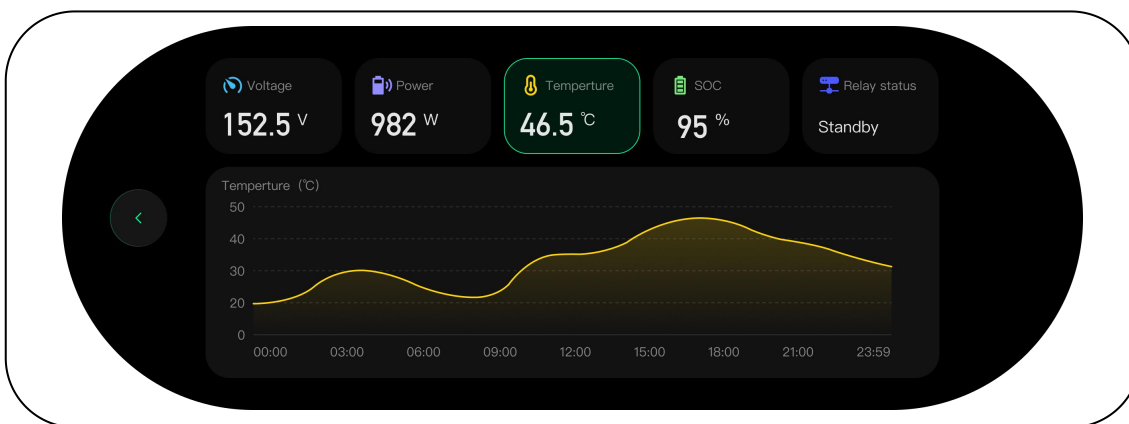 Voltage
152.5 V
Power
982 W
Temperture
46.5 ℃
SOC
95 %
Relay status
Standby
Temperture (℃)
50
40
30
20
0
00:00 03:00 06:00 09:00 12:00 15:00 18:00 21:00 23:59